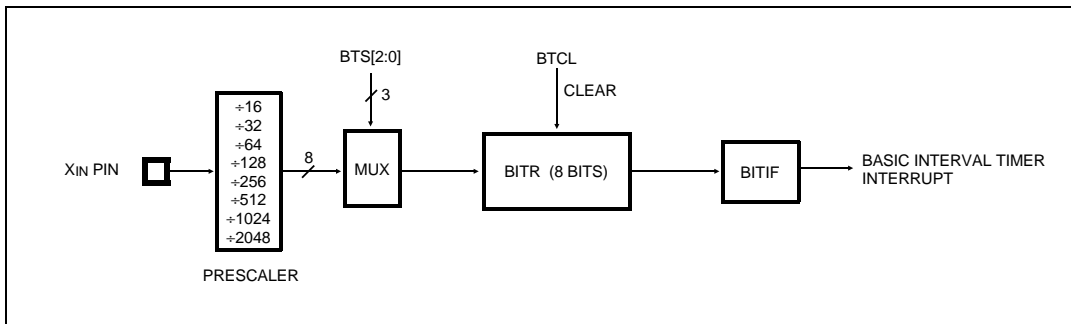 BTS[2:0]
BTCL
3
CLEAR
÷16
÷32
÷64
÷128
÷256
÷512
÷1024
÷2048
XIN PIN
8
MUX
BITR (8 BITS)
BITIF
BASIC INTERVAL TIMER
INTERRUPT
PRESCALER